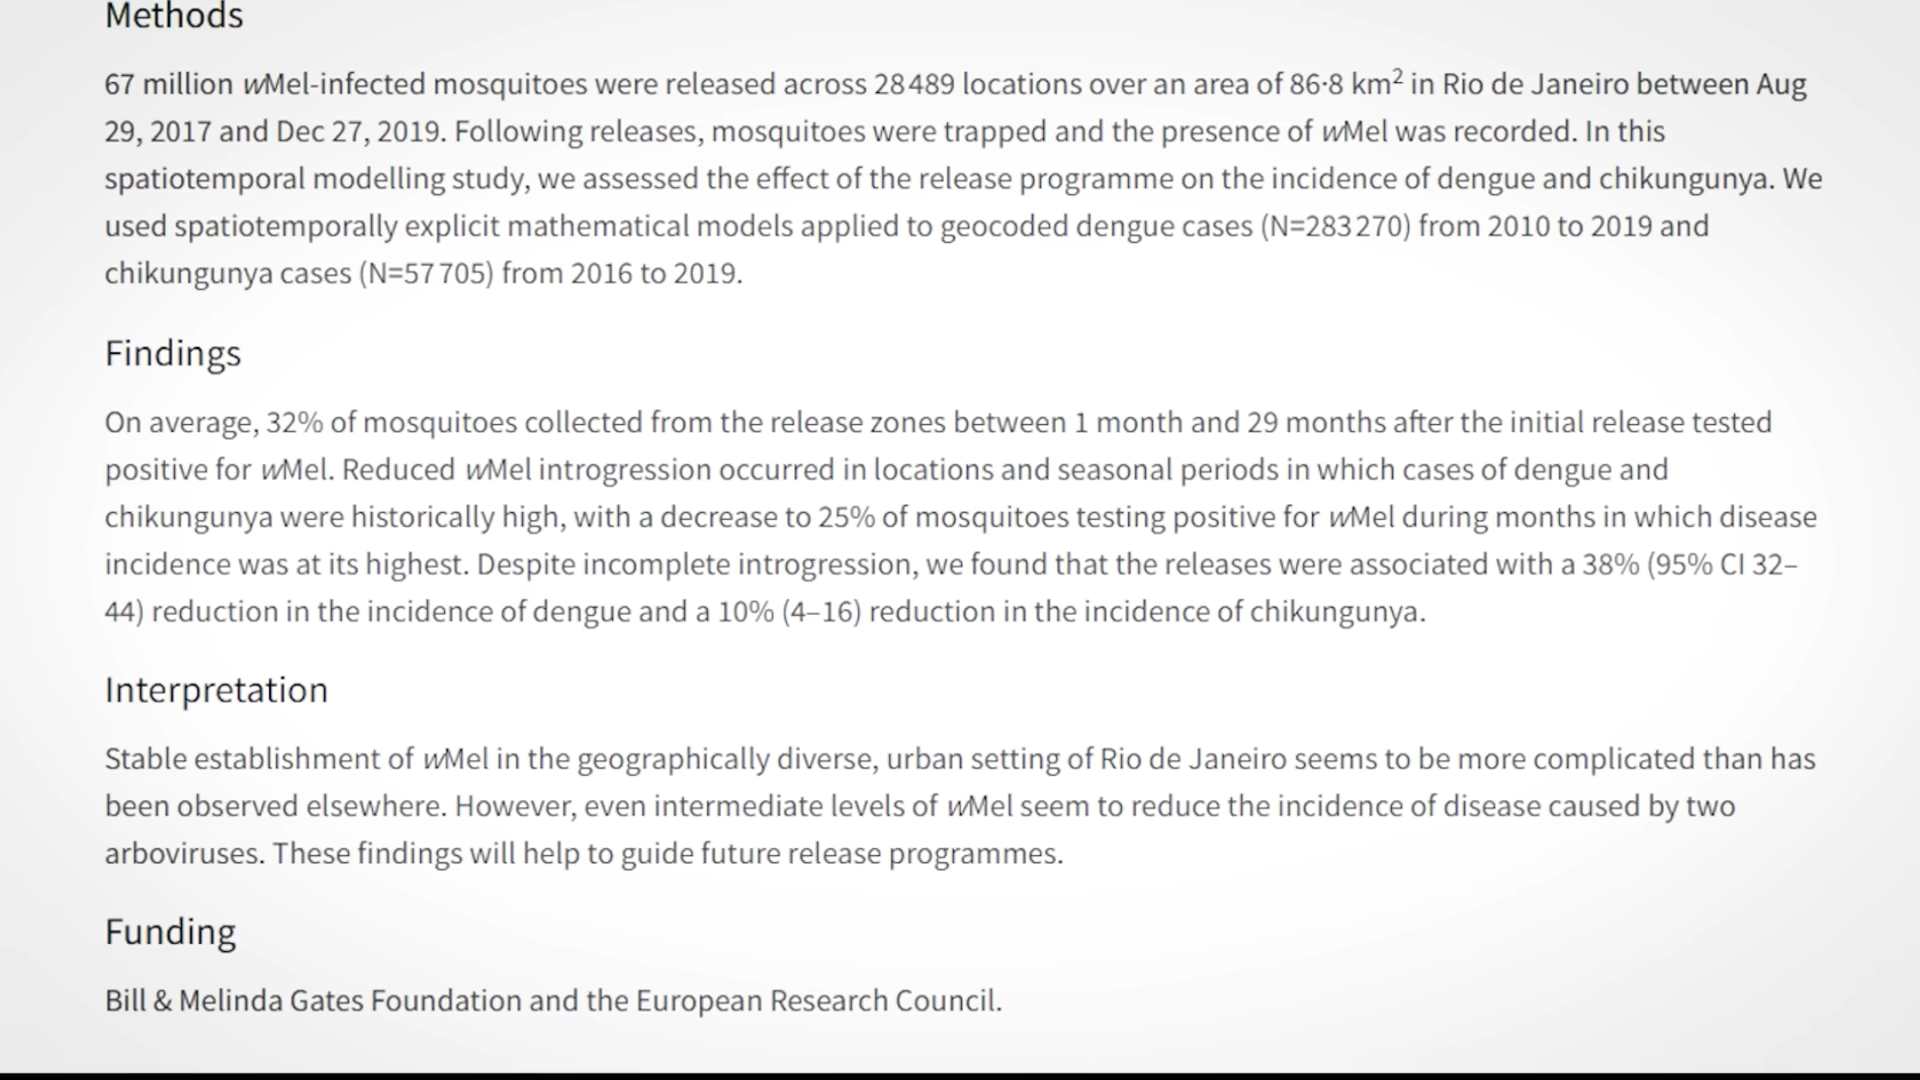 Methods
67 million wMel-infected mosquitoes were released across 28 489 locations over an area of 86·8 km² in Rio de Janeiro between Aug
29, 2017 and Dec 27, 2019. Following releases, mosquitoes were trapped and the presence of wMel was recorded. In this
spatiotemporal modelling study, we assessed the effect of the release programme on the incidence of dengue and chikungunya. We
used spatiotemporally explicit mathematical models applied to geocoded dengue cases (N=283 270) from 2010 to 2019 and
chikungunya cases (N=57 705) from 2016 to 2019.
Findings
On average, 32% of mosquitoes collected from the release zones between 1 month and 29 months after the initial release tested
positive for wMel. Reduced wMel introgression occurred in locations and seasonal periods in which cases of dengue and
chikungunya were historically high, with a decrease to 25% of mosquitoes testing positive for wMel during months in which disease
incidence was at its highest. Despite incomplete introgression, we found that the releases were associated with a 38% (95% CI 32–
44) reduction in the incidence of dengue and a 10% (4–16) reduction in the incidence of chikungunya.
Interpretation
Stable establishment of wMel in the geographically diverse, urban setting of Rio de Janeiro seems to be more complicated than has
been observed elsewhere. However, even intermediate levels of wMel seem to reduce the incidence of disease caused by two
arboviruses. These findings will help to guide future release programmes.
Funding
Bill & Melinda Gates Foundation and the European Research Council.